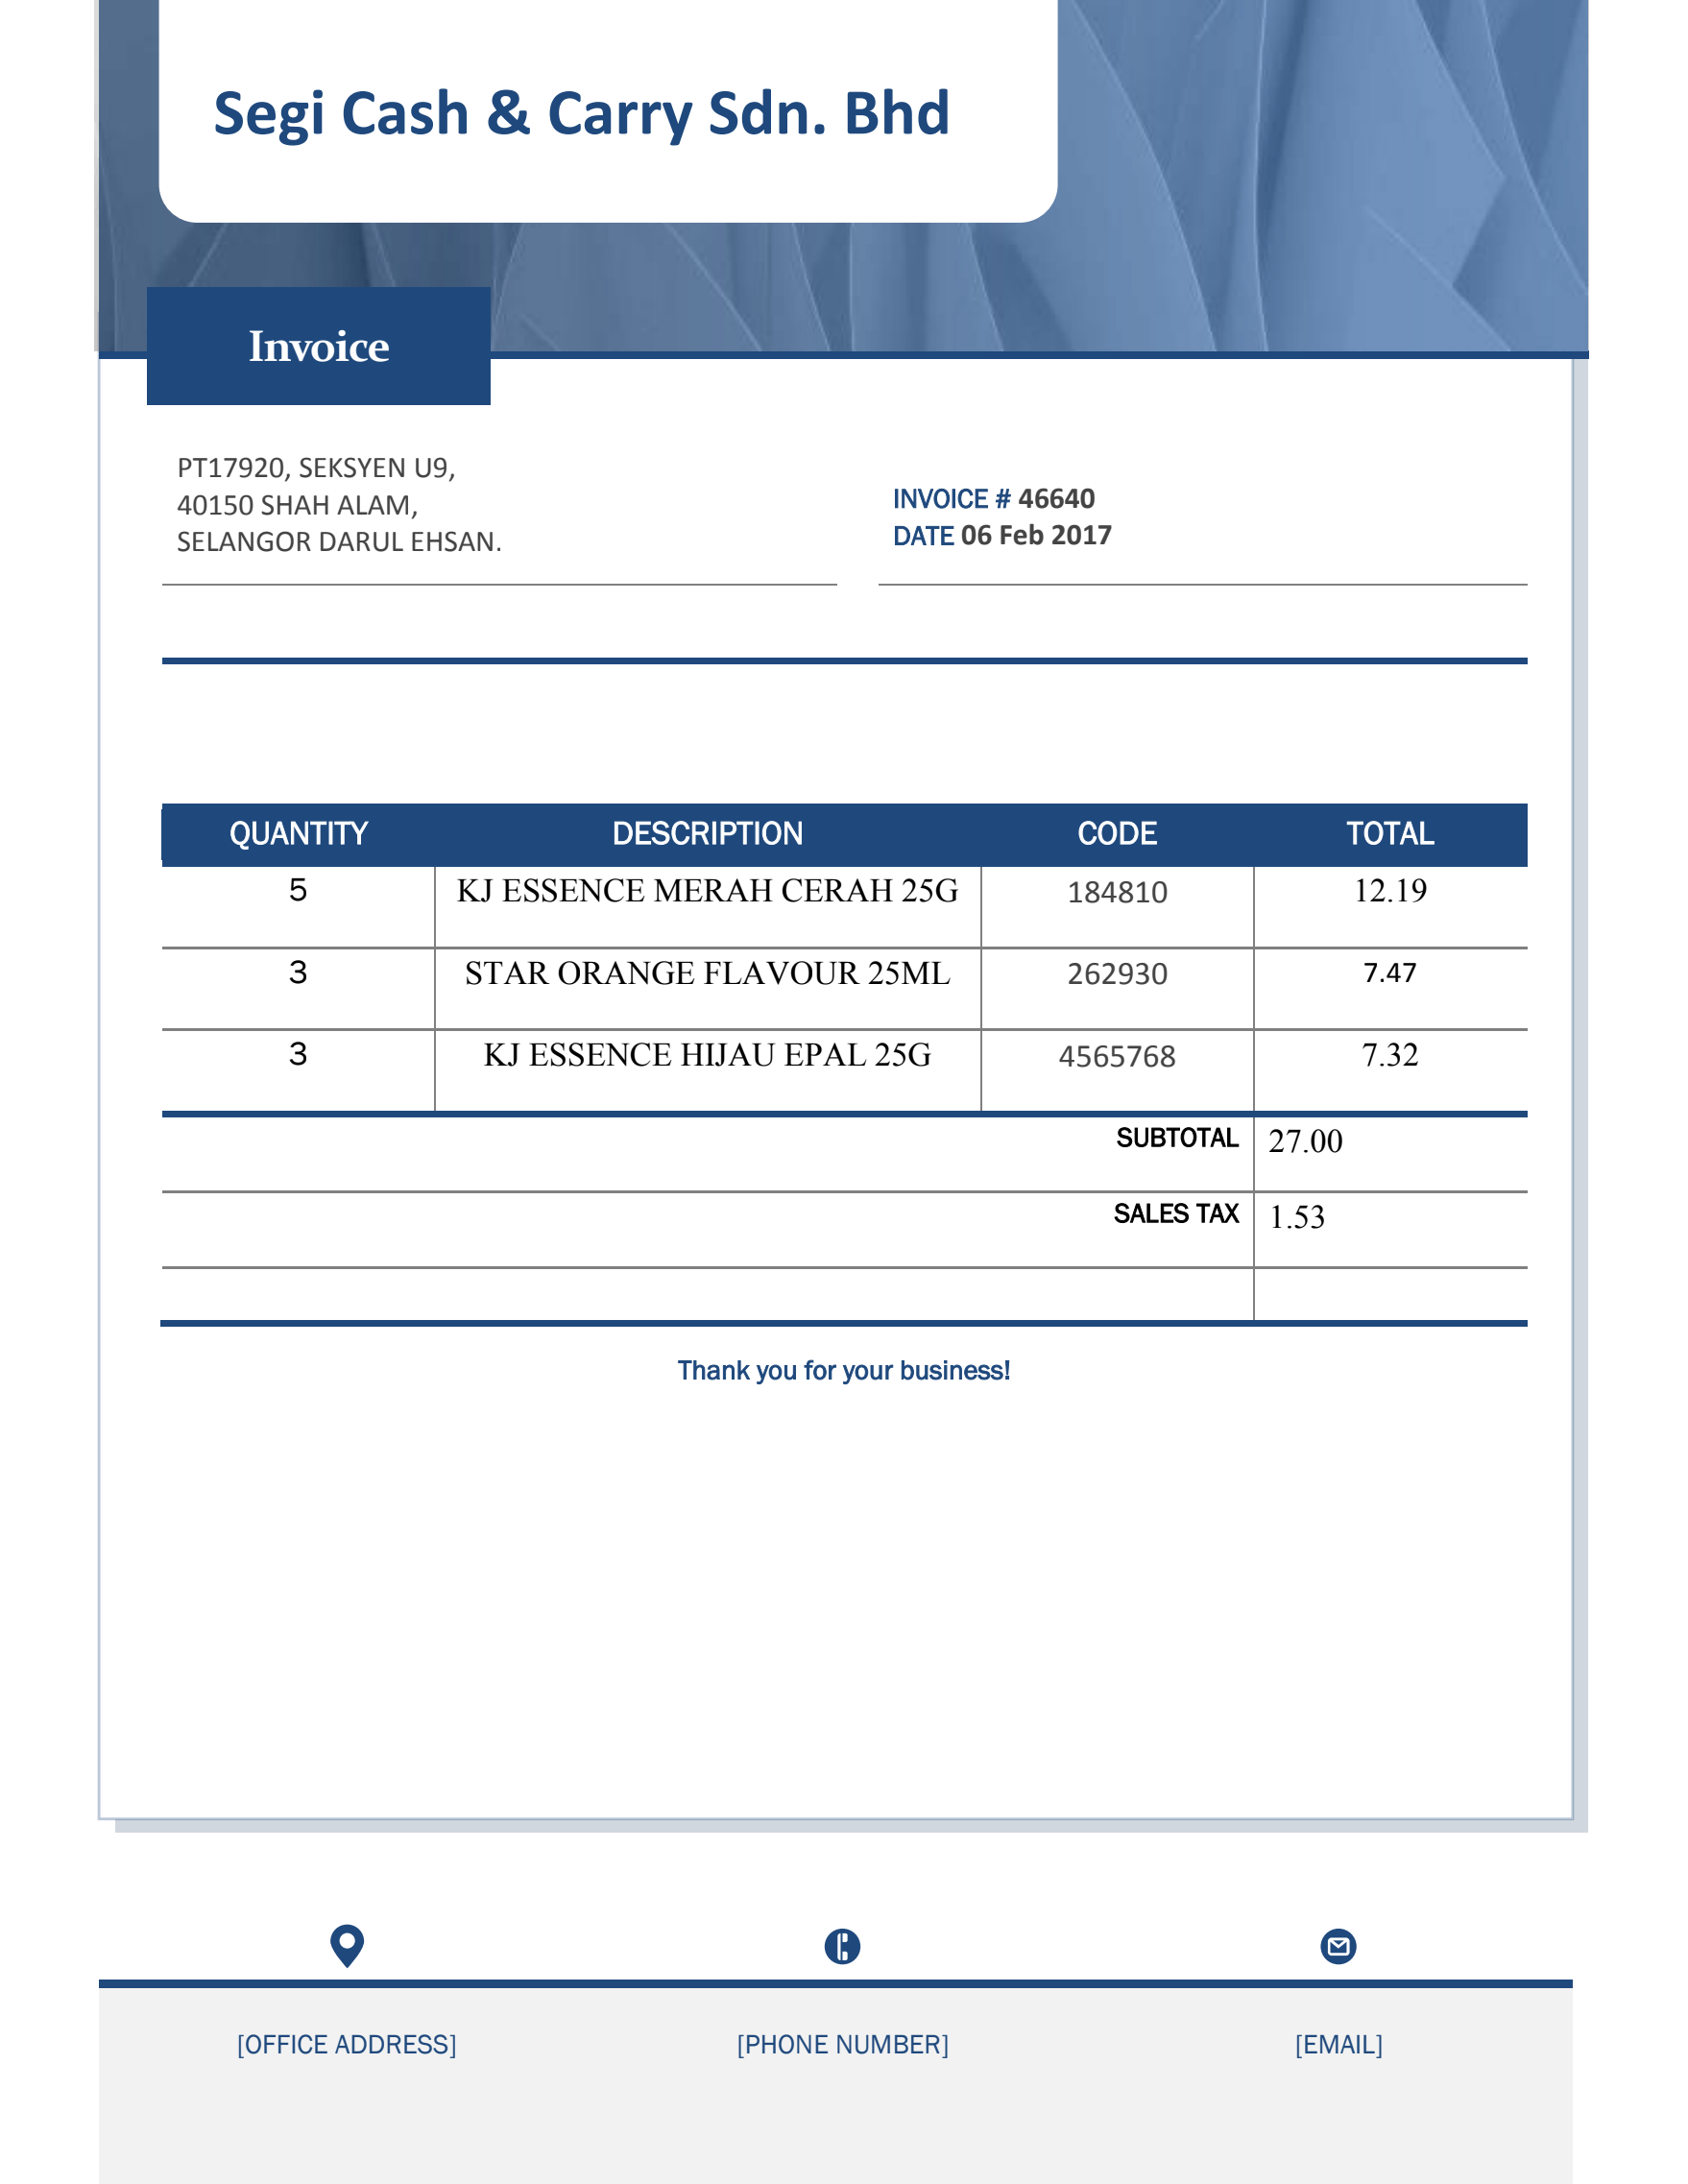 Segi Cash & Carry Sdn. Bhd
Invoice
PT17920, SEKSYEN U9,
40150 SHAH ALAM,
SELANGOR DARUL EHSAN.
INVOICE # 46640
DATE 06 Feb 2017
QUANTITY DESCRIPTION CODE TOTAL
5 KJ ESSENCE MERAH CERAH 25G 184810 12.19
3 STAR ORANGE FLAVOUR 25ML 262930 7.47
3 KJ ESSENCE HIJAU EPAL 25G 4565768 7.32
SUBTOTAL 27.00
SALES TAX 1.53
Thank you for your business!
[OFFICE ADDRESS] [PHONE NUMBER] [EMAIL]